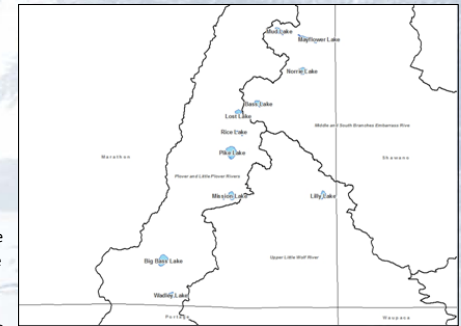 Mud Lake
Mayflower Lake
Norrie Lake
Bass Lake
Lost Lake
Middle and South Branches Embarrass River
Rice Lake
Pike Lake
Marathon
Shawano
Plover and Little Plover Rivers
Mission Lake
Lilly Lake
Upper Little Wolf River
Big Bass Lake
Wadley Lake
Portage
Waupaca